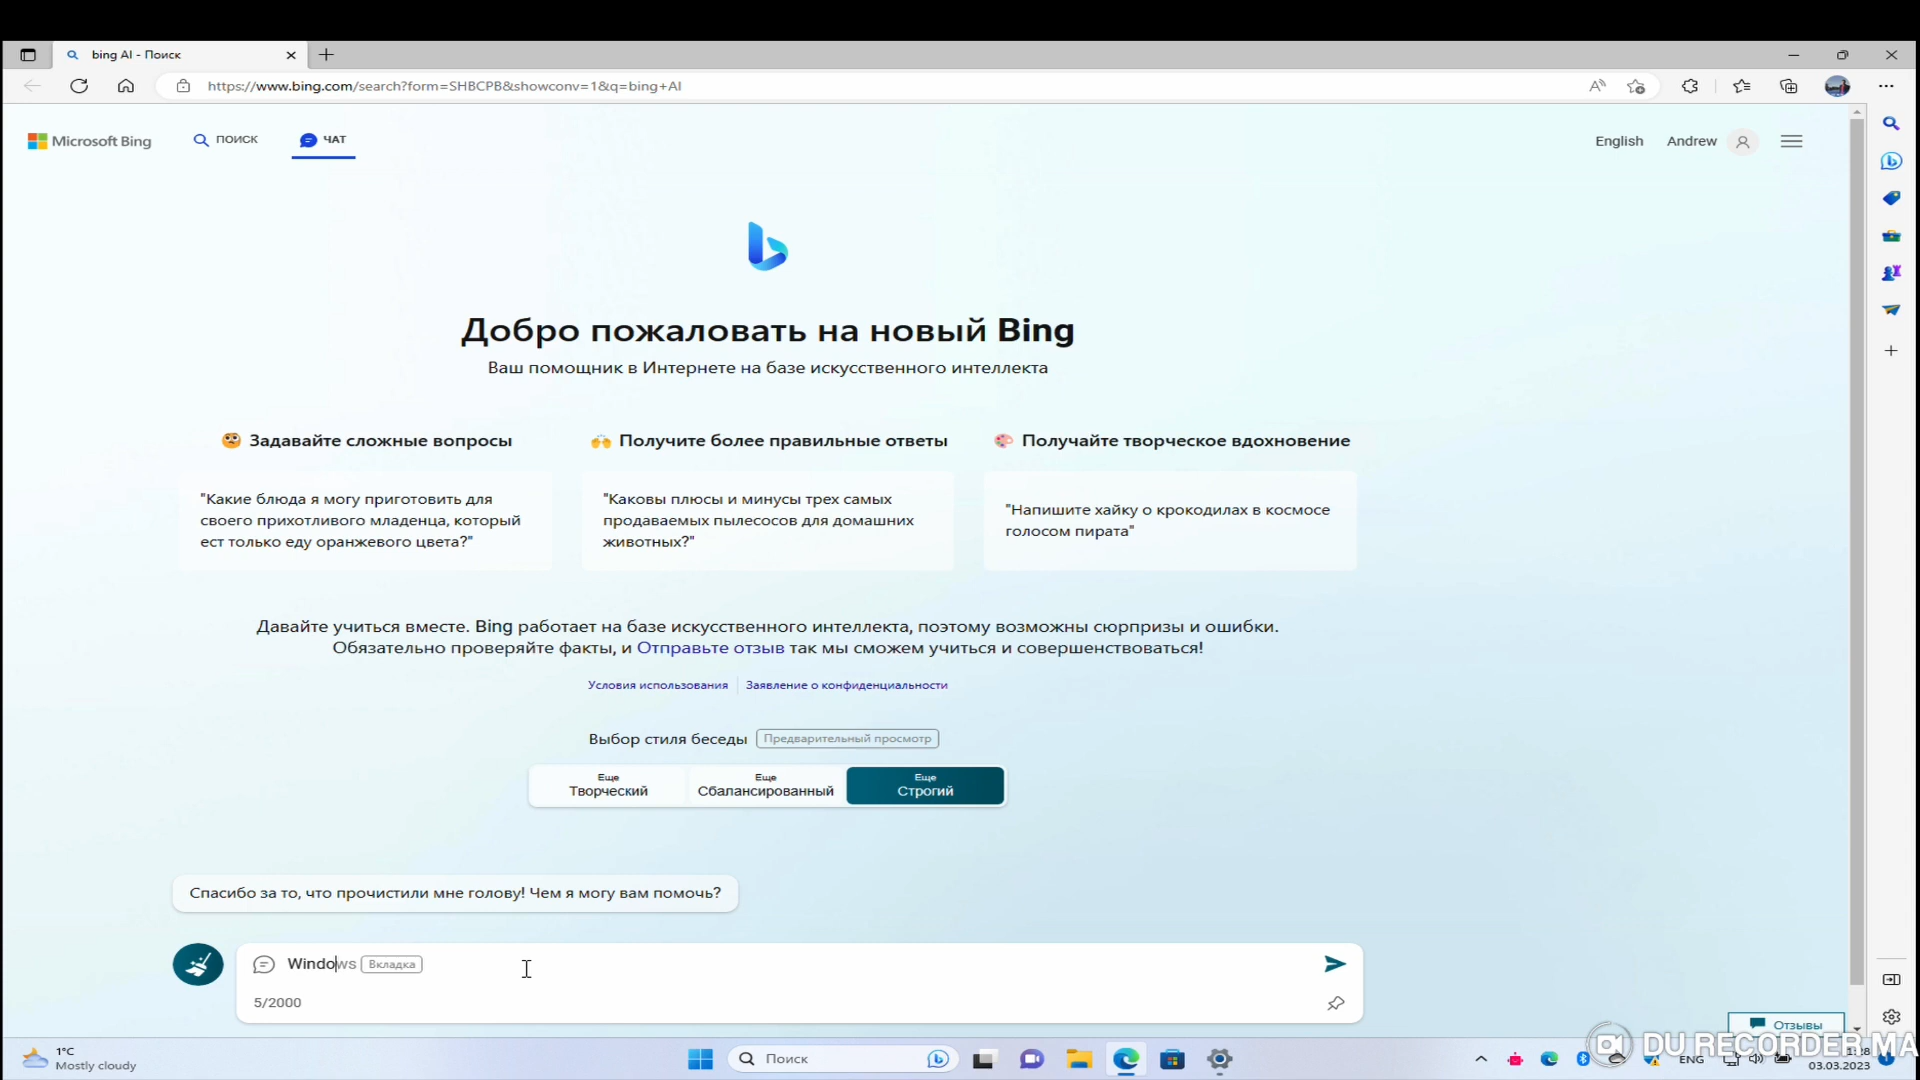 bing AI - Поиск
https://www.bing.com/search?form=SHBCPB&showconv=1&q=bing+AI
Microsoft Bing
ПОИСК
ЧАТ
English
Andrew
Добро пожаловать на новый Bing
Ваш помощник в Интернете на базе искусственного интеллекта
Задавайте сложные вопросы
"Какие блюда я могу приготовить для
своего прихотливого младенца, который
ест только еду оранжевого цвета?"
Получите более правильные ответы
"Каковы плюсы и минусы трех самых
продаваемых пылесосов для домашних
животных?"
Получайте творческое вдохновение
"Напишите хайку о крокодилах в космосе
голосом пирата"
Давайте учиться вместе. Bing работает на базе искусственного интеллекта, поэтому возможны сюрпризы и ошибки.
Обязательно проверяйте факты, и Отправьте отзыв так мы сможем учиться и совершенствоваться!
Условия использования
Заявление о конфиденциальности
Выбор стиля беседы
Предварительный просмотр
Еще
Творческий
Еще
Сбалансированный
Еще
Строгий
Спасибо за то, что прочистили мне голову! Чем я могу вам помочь?
Windows
Вкладка
5/2000
Отзывы
1°C
Mostly cloudy
Поиск
ENG
DU RECORDER MA
03.03.2023